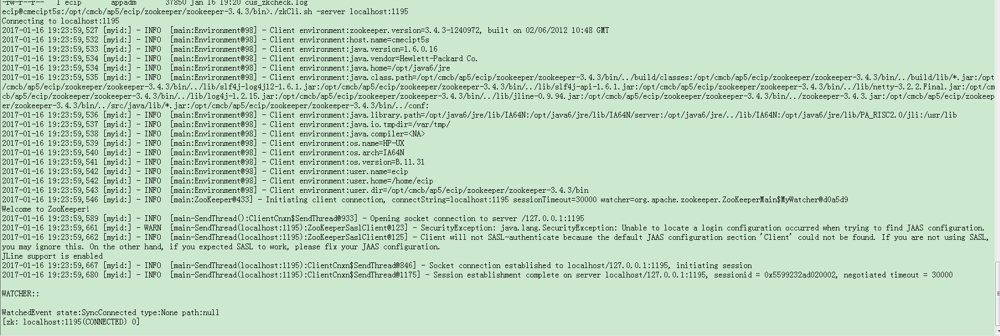 -rw-r--r--   1 ecip       appadm       37850 Jan 16 19:20 cus_zkcheck.log
ecip@cmecipt5s:/opt/cmcb/ap5/ecip/zookeeper/zookeeper-3.4.3/bin>./zkCli.sh -server localhost:1195
Connecting to localhost:1195
2017-01-16 19:23:59,527 [myid:] - INFO  [main:Environment@98] - Client environment:zookeeper.version=3.4.3-1240972, built on 02/06/2012 10:48 GMT
2017-01-16 19:23:59,532 [myid:] - INFO  [main:Environment@98] - Client environment:host.name=cmecipt5s
2017-01-16 19:23:59,533 [myid:] - INFO  [main:Environment@98] - Client environment:java.version=1.6.0.16
2017-01-16 19:23:59,534 [myid:] - INFO  [main:Environment@98] - Client environment:java.vendor=Hewlett-Packard Co.
2017-01-16 19:23:59,534 [myid:] - INFO  [main:Environment@98] - Client environment:java.home=/opt/java6/jre
2017-01-16 19:23:59,535 [myid:] - INFO  [main:Environment@98] - Client environment:java.class.path=/opt/cmcb/ap5/ecip/zookeeper/zookeeper-3.4.3/bin/../build/classes:/opt/cmcb/ap5/ecip/zookeeper/zookeeper-3.4.3/bin/../build/lib/*.jar:/opt
/cmcb/ap5/ecip/zookeeper/zookeeper-3.4.3/bin/../lib/slf4j-log4j12-1.6.1.jar:/opt/cmcb/ap5/ecip/zookeeper/zookeeper-3.4.3/bin/../lib/slf4j-api-1.6.1.jar:/opt/cmcb/ap5/ecip/zookeeper/zookeeper-3.4.3/bin/../lib/netty-3.2.2.Final.jar:/opt/cm
cb/ap5/ecip/zookeeper/zookeeper-3.4.3/bin/../lib/log4j-1.2.15.jar:/opt/cmcb/ap5/ecip/zookeeper/zookeeper-3.4.3/bin/../lib/jline-0.9.94.jar:/opt/cmcb/ap5/ecip/zookeeper/zookeeper-3.4.3/bin/../zookeeper-3.4.3.jar:/opt/cmcb/ap5/ecip/zookeep
er/zookeeper-3.4.3/bin/../src/java/lib/*.jar:/opt/cmcb/ap5/ecip/zookeeper/zookeeper-3.4.3/bin/../conf:
2017-01-16 19:23:59,536 [myid:] - INFO  [main:Environment@98] - Client environment:java.library.path=/opt/java6/jre/lib/IA64N:/opt/java6/jre/lib/IA64N/server:/opt/java6/jre/../lib/IA64N:/opt/java6/jre/lib/PA_RISC2.0/jli:/usr/lib
2017-01-16 19:23:59,537 [myid:] - INFO  [main:Environment@98] - Client environment:java.io.tmpdir=/var/tmp/
2017-01-16 19:23:59,538 [myid:] - INFO  [main:Environment@98] - Client environment:java.compiler=<NA>
2017-01-16 19:23:59,539 [myid:] - INFO  [main:Environment@98] - Client environment:os.name=HP-UX
2017-01-16 19:23:59,540 [myid:] - INFO  [main:Environment@98] - Client environment:os.arch=IA64N
2017-01-16 19:23:59,541 [myid:] - INFO  [main:Environment@98] - Client environment:os.version=B.11.31
2017-01-16 19:23:59,542 [myid:] - INFO  [main:Environment@98] - Client environment:user.name=ecip
2017-01-16 19:23:59,542 [myid:] - INFO  [main:Environment@98] - Client environment:user.home=/home/ecip
2017-01-16 19:23:59,543 [myid:] - INFO  [main:Environment@98] - Client environment:user.dir=/opt/cmcb/ap5/ecip/zookeeper/zookeeper-3.4.3/bin
2017-01-16 19:23:59,546 [myid:] - INFO  [main:ZooKeeper@433] - Initiating client connection, connectString=localhost:1195 sessionTimeout=30000 watcher=org.apache.zookeeper.ZooKeeperMain$MyWatcher@d0a5d9
Welcome to ZooKeeper!
2017-01-16 19:23:59,589 [myid:] - INFO  [main-SendThread():ClientCnxn$SendThread@933] - Opening socket connection to server /127.0.0.1:1195
2017-01-16 19:23:59,661 [myid:] - WARN  [main-SendThread(localhost:1195):ZooKeeperSaslClient@123] - SecurityException: java.lang.SecurityException: Unable to locate a login configuration occurred when trying to find JAAS configuration.
2017-01-16 19:23:59,662 [myid:] - INFO  [main-SendThread(localhost:1195):ZooKeeperSaslClient@125] - Client will not SASL-authenticate because the default JAAS configuration section 'Client' could not be found. If you are not using SASL,
you may ignore this. On the other hand, if you expected SASL to work, please fix your JAAS configuration.
JLine support is enabled
2017-01-16 19:23:59,667 [myid:] - INFO  [main-SendThread(localhost:1195):ClientCnxn$SendThread@846] - Socket connection established to localhost/127.0.0.1:1195, initiating session
2017-01-16 19:23:59,680 [myid:] - INFO  [main-SendThread(localhost:1195):ClientCnxn$SendThread@1175] - Session establishment complete on server localhost/127.0.0.1:1195, sessionid = 0x5599232ad020002, negotiated timeout = 30000
WATCHER::
WatchedEvent state:SyncConnected type:None path:null
[zk: localhost:1195(CONNECTED) 0]